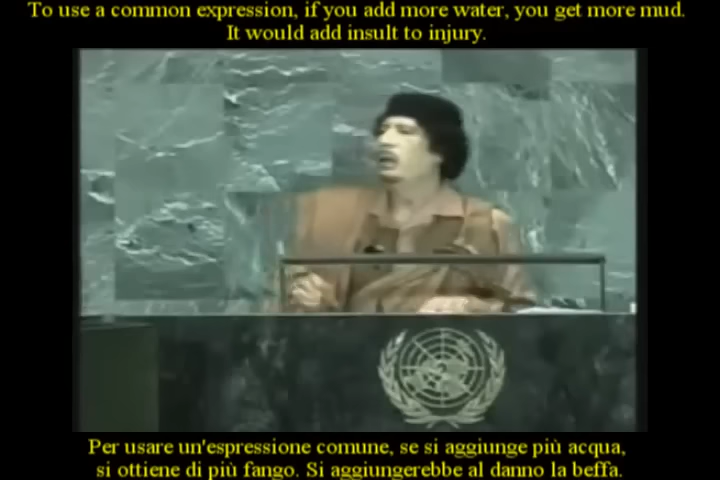 To use a common expression, if you add more water, you get more mud.
It would add insult to injury.
Per usare un'espressione comune, se si aggiunge più acqua,
si ottiene di più fango. Si aggiungerebbe al danno la beffa.